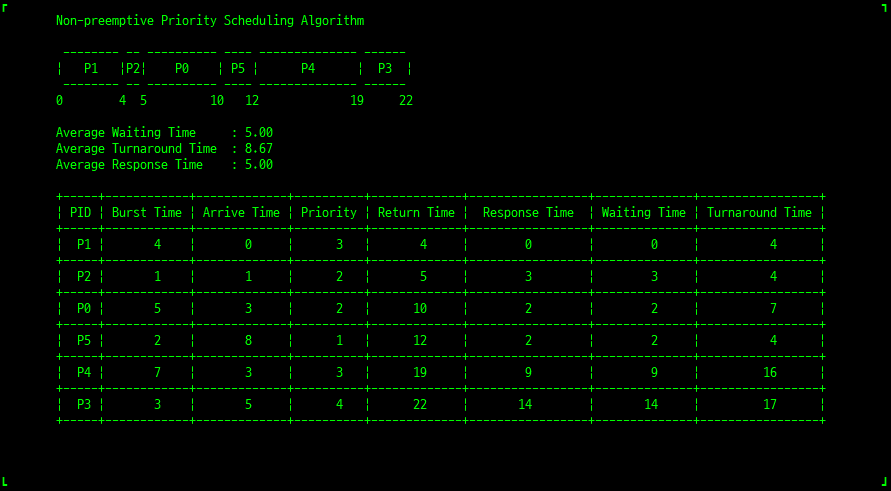 Non-preemptive Priority Scheduling Algorithm
 -------- -- ---------- ---- -------------- ------
¦   P1   ¦P2¦    P0    ¦ P5 ¦      P4      ¦  P3  ¦
 -------- -- ---------- ---- -------------- ------
0        4  5         10   12             19     22
Average Waiting Time     : 5.00
Average Turnaround Time  : 8.67
Average Response Time    : 5.00
+-----+------------+-------------+----------+-------------+-----------------+--------------+-----------------+
¦ PID ¦ Burst Time ¦ Arrive Time ¦ Priority ¦ Return Time ¦  Response Time  ¦ Waiting Time ¦ Turnaround Time ¦
+-----+------------+-------------+----------+-------------+-----------------+--------------+-----------------+
¦  P1 ¦       4    ¦       0     ¦      3   ¦       4     ¦        0        ¦        0     ¦          4      ¦
+-----+------------+-------------+----------+-------------+-----------------+--------------+-----------------+
¦  P2 ¦       1    ¦       1     ¦      2   ¦       5     ¦        3        ¦        3     ¦          4      ¦
+-----+------------+-------------+----------+-------------+-----------------+--------------+-----------------+
¦  P0 ¦       5    ¦       3     ¦      2   ¦      10     ¦        2        ¦        2     ¦          7      ¦
+-----+------------+-------------+----------+-------------+-----------------+--------------+-----------------+
¦  P5 ¦       2    ¦       8     ¦      1   ¦      12     ¦        2        ¦        2     ¦          4      ¦
+-----+------------+-------------+----------+-------------+-----------------+--------------+-----------------+
¦  P4 ¦       7    ¦       3     ¦      3   ¦      19     ¦        9        ¦        9     ¦         16      ¦
+-----+------------+-------------+----------+-------------+-----------------+--------------+-----------------+
¦  P3 ¦       3    ¦       5     ¦      4   ¦      22     ¦       14        ¦       14     ¦         17      ¦
+-----+------------+-------------+----------+-------------+-----------------+--------------+-----------------+